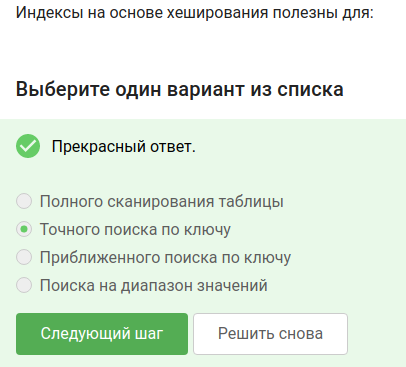 Индексы на основе хеширования полезны для:
Выберите один вариант из списка
Прекрасный ответ.
Полного сканирования таблицы
Точного поиска по ключу
Приближенного поиска по ключу
Поиска на диапазон значений
Следующий шаг
Решить снова